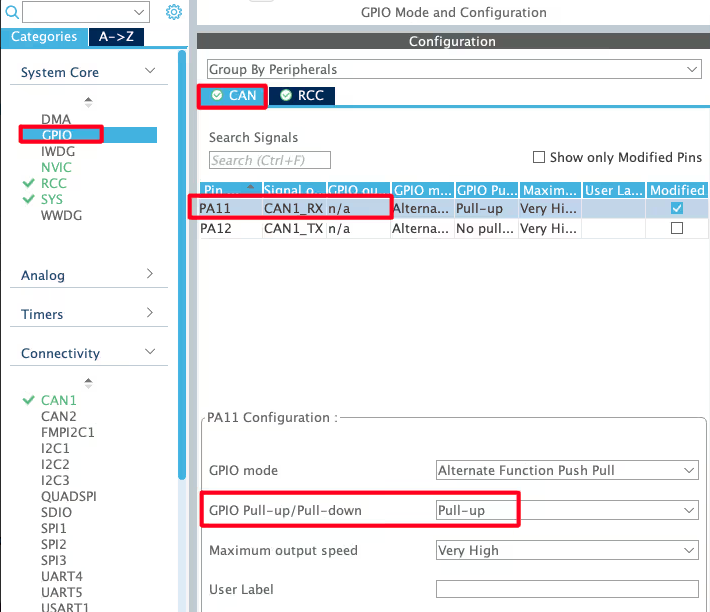 GPIO Mode and Configuration
Categories
A->Z
Configuration
Group By Peripherals
System Core
CAN
RCC
DMA
GPIO
IWDG
NVIC
RCC
SYS
WWDG
Search Signals
Search (Ctrl+F)
Show only Modified Pins
Pin ... Signal o... GPIO ou... GPIO m... GPIO Pu... Maxim... User La... Modified
PA11 CAN1_RX n/a Alterna... Pull-up Very Hi...
PA12 CAN1_TX n/a Alterna... No pull... Very Hi...
Analog
Timers
Connectivity
CAN1
CAN2
FMPI2C1
I2C1
I2C2
I2C3
QUADSPI
SDIO
SPI1
SPI2
SPI3
UART4
UART5
USART1
PA11 Configuration :
GPIO mode Alternate Function Push Pull
GPIO Pull-up/Pull-down Pull-up
Maximum output speed Very High
User Label